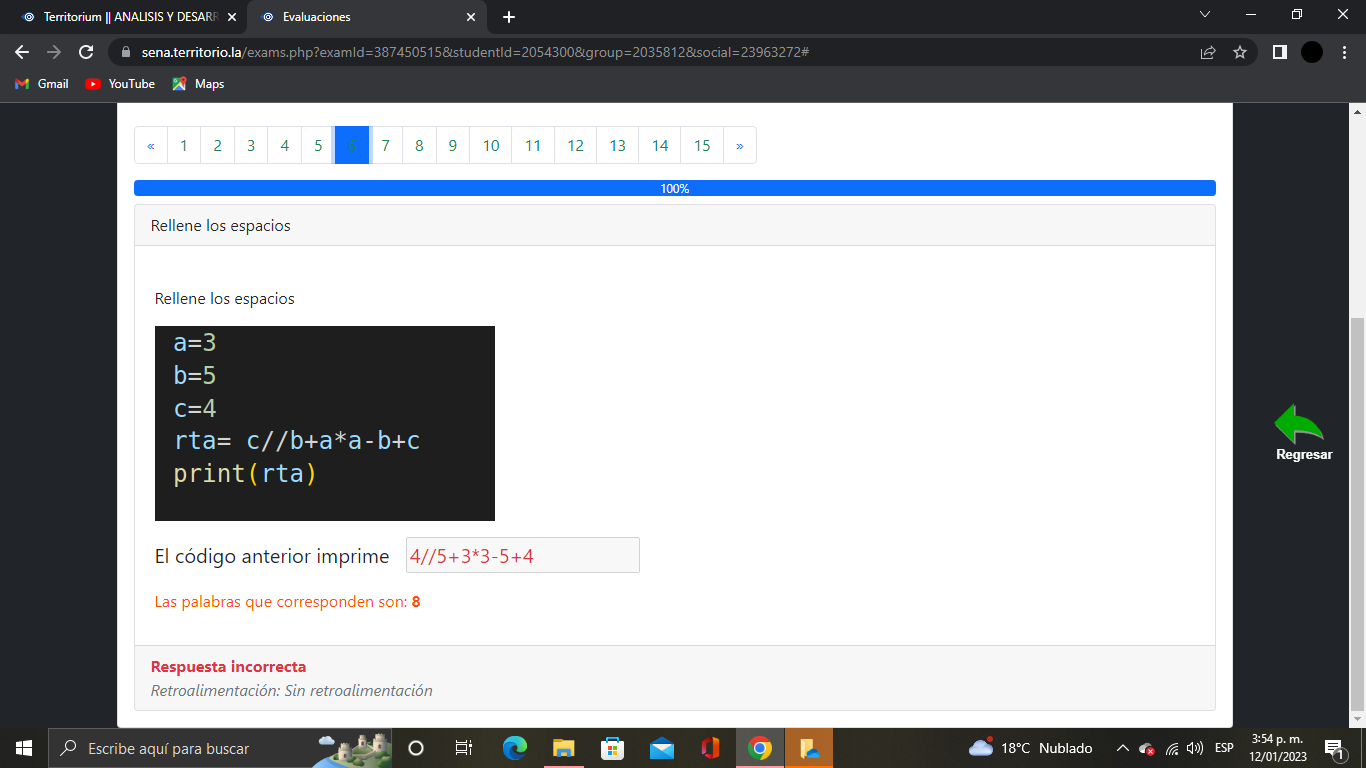 Territorium || ANALISIS Y DESARR
Evaluaciones
sena.territorio.la/exams.php?examId=387450515&studentId=2054300&group=2035812&social=23963272#
Gmail YouTube Maps
« 1 2 3 4 5 6 7 8 9 10 11 12 13 14 15 »
100%
Rellene los espacios
Rellene los espacios
a=3
b=5
c=4
rta= c//b+a*a-b+c
print(rta)
Regresar
El código anterior imprime 4//5+3*3-5+4
Las palabras que corresponden son: 8
Respuesta incorrecta
Retroalimentación: Sin retroalimentación
Escribe aquí para buscar
18°C Nublado
ESP
3:54 p. m.
12/01/2023
1